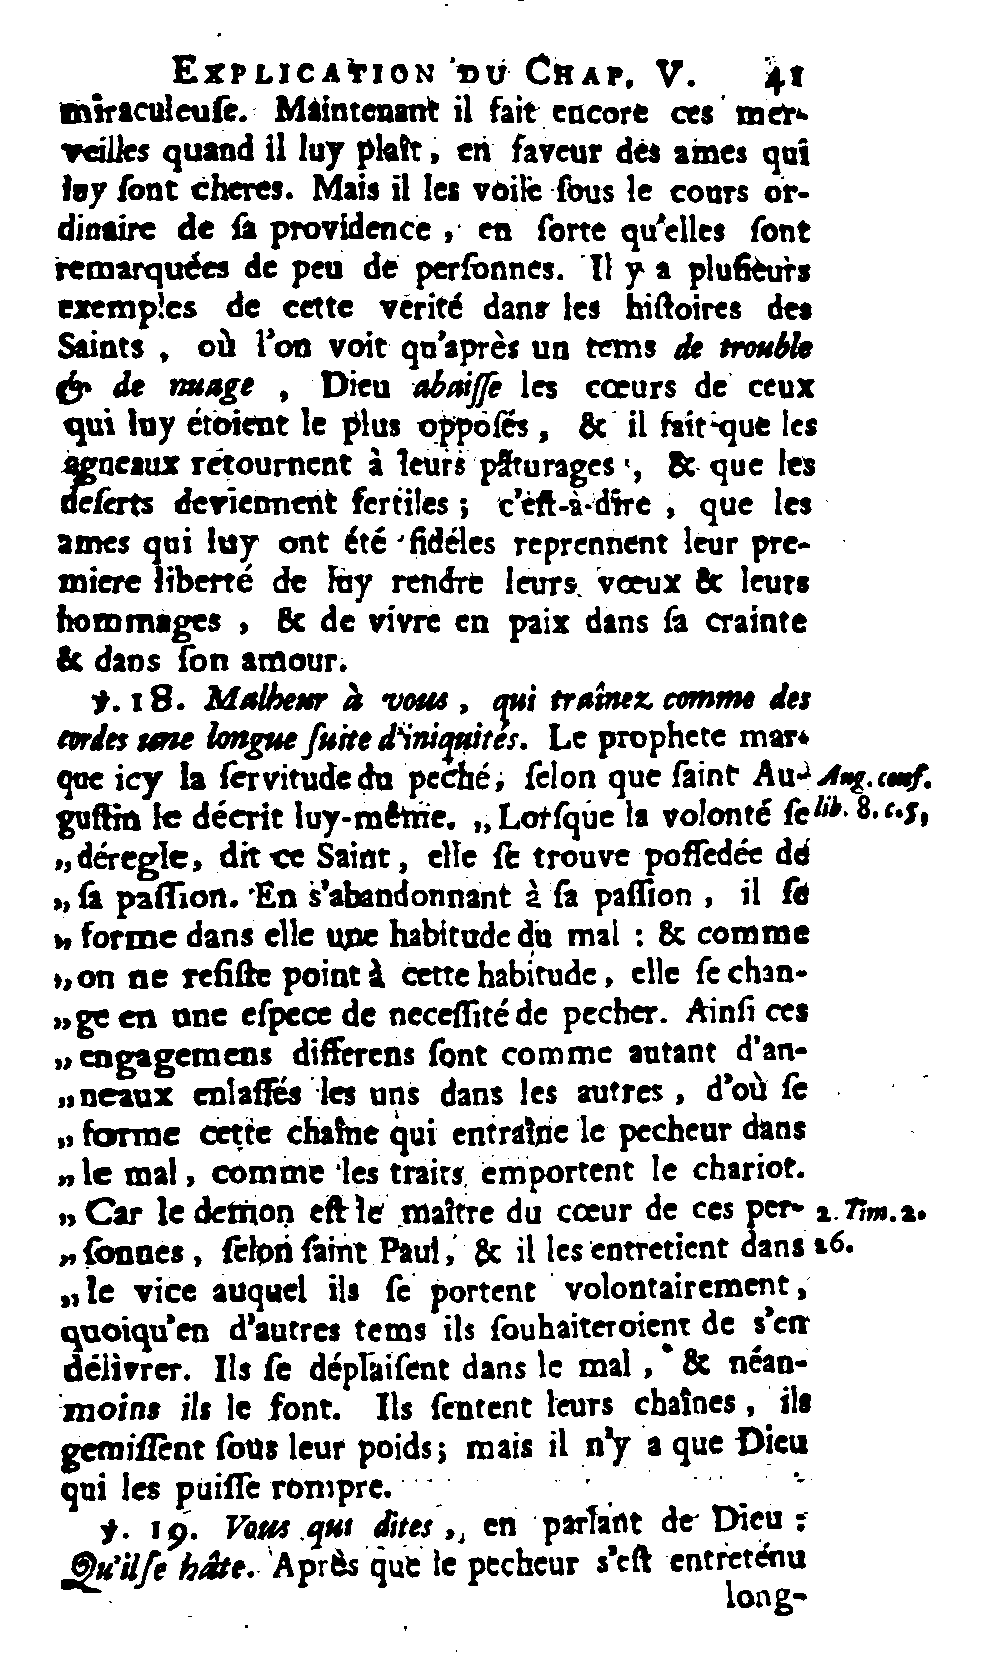 EXPLICATION DU CHAP. V. 41
miraculeuſe. Maintenant il fait encore ces mer-
veilles quand il luy plaît, en faveur des ames qui
luy ſont cheres. Mais il les voile ſous le cours or-
dinaire de ſa providence, en ſorte qu'elles ſont
remarquées de peu de perſonnes. Il y a pluſieurs
exemples de cette verité dans les hiſtoires des
Saints, où l'on voit qu'après un tems de trouble
& de nuage, Dieu abaiſſe les cœurs de ceux
qui luy étoient le plus oppoſés, & il fait que les
agneaux retournent à leurs pâturages, & que les
deſerts deviennent fertiles; c'eſt-à-dire, que les
ames qui luy ont été fidéles reprennent leur pre-
miere liberté de luy rendre leurs vœux & leurs
hommages, & de vivre en paix dans ſa crainte
& dans ſon amour.
℣. 18. Malheur à vous, qui traînez comme des
cordes une longue ſuite d'iniquités. Le prophete mar-
que icy la ſervitude du peché, ſelon que ſaint Au- Aug. conf.
guſtin le décrit luy-même. „Lorſque la volonté ſe lib. 8. c. 5,
„déregle, dit ce Saint, elle ſe trouve poſſedée de
„ſa paſſion. En s'abandonnant à ſa paſſion, il ſe
„forme dans elle une habitude du mal : & comme
„on ne reſiſte point à cette habitude, elle ſe chan-
„ge en une eſpece de neceſſité de pecher. Ainſi ces
„engagemens differens ſont comme autant d'an-
„neaux enlaſſés les uns dans les autres, d'où ſe
„forme cette chaîne qui entraîne le pecheur dans
„le mal, comme les traits emportent le chariot.
„Car le demon eſt le maître du cœur de ces per- 2. Tim. 2.
„ſonnes, ſelon ſaint Paul, & il les entretient dans 26.
„le vice auquel ils ſe portent volontairement,
quoiqu'en d'autres tems ils ſouhaiteroient de s'en
délivrer. Ils ſe déplaiſent dans le mal, & néan-
moins ils le font. Ils ſentent leurs chaînes, ils
gemiſſent ſous leur poids; mais il n'y a que Dieu
qui les puiſſe rompre.
℣. 19. Vous qui dites, en parlant de Dieu :
Qu'il ſe hâte. Après que le pecheur s'eſt entretenu
long-